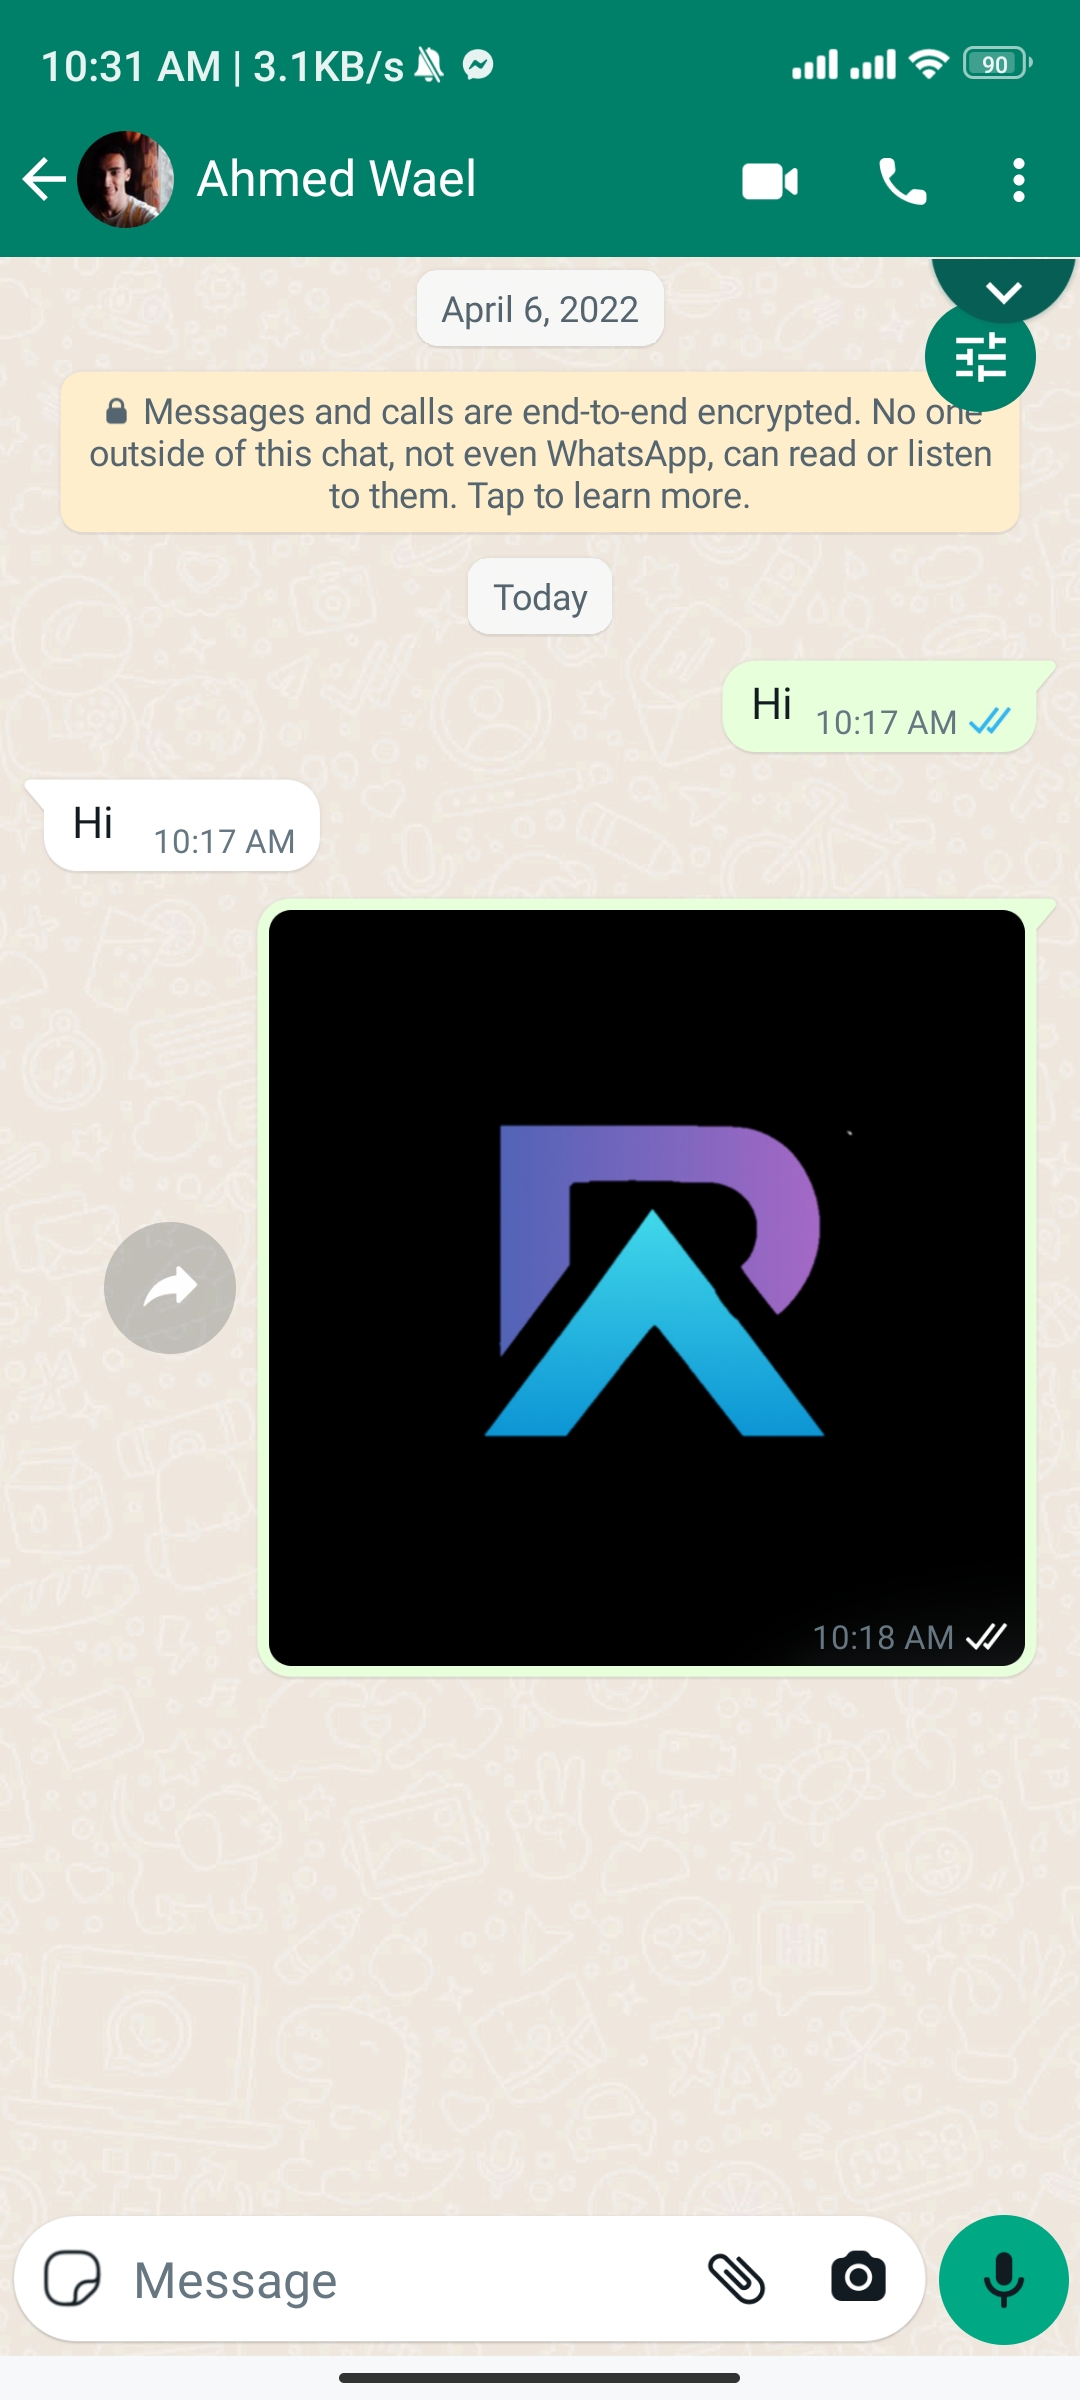 10:31 AM | 3.1KB/s
90
Ahmed Wael
April 6, 2022
Messages and calls are end-to-end encrypted. No one
outside of this chat, not even WhatsApp, can read or listen
to them. Tap to learn more.
Today
Hi 10:17 AM
Hi 10:17 AM
RA
10:18 AM
Message